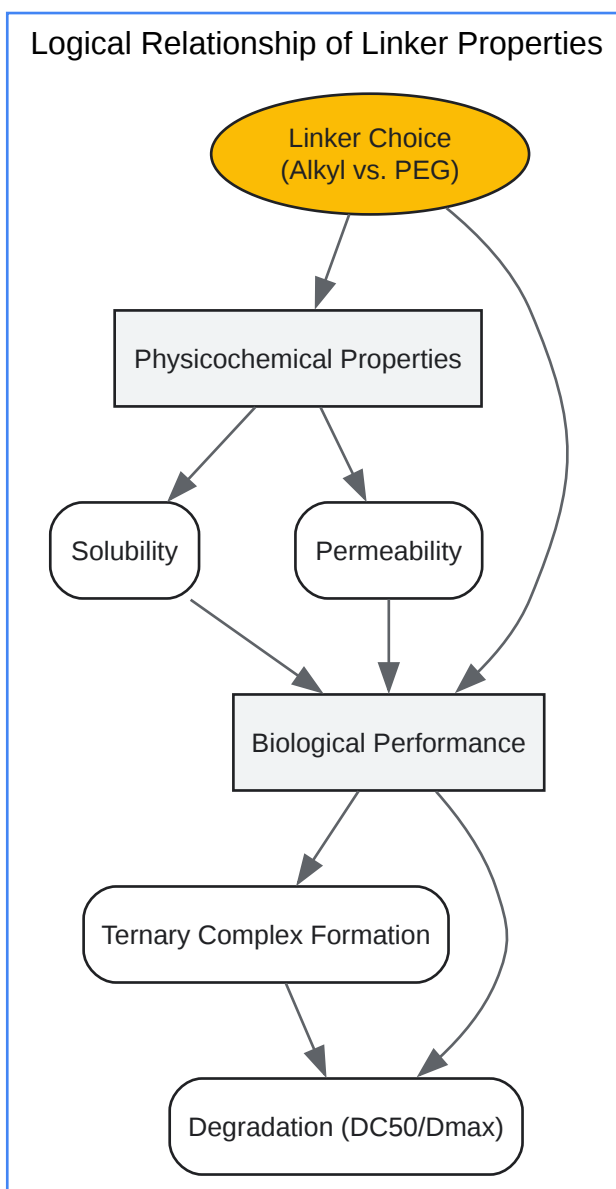 Logical Relationship of Linker Properties
Linker Choice
(Alkyl vs. PEG)
Physicochemical Properties
Solubility
Permeability
Biological Performance
Ternary Complex Formation
Degradation (DC50/Dmax)